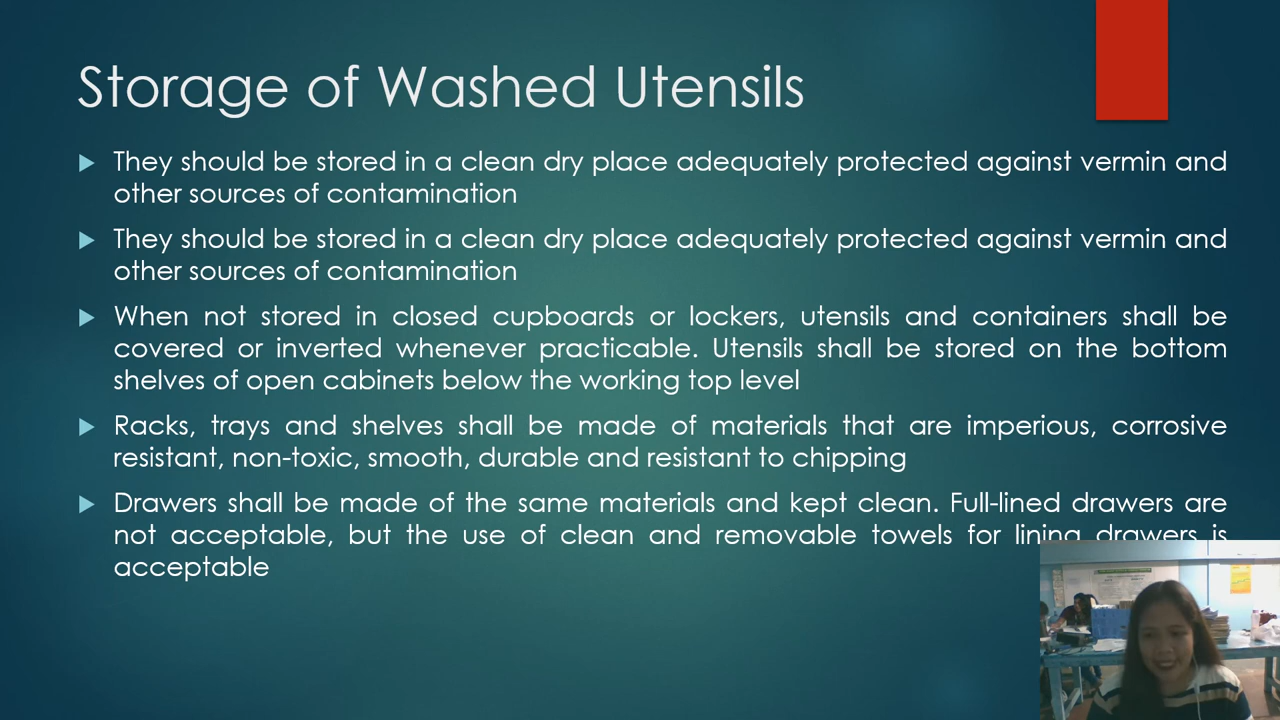 Storage of Washed Utensils
They should be stored in a clean dry place adequately protected against vermin and
other sources of contamination
They should be stored in a clean dry place adequately protected against vermin and
other sources of contamination
When not stored in closed cupboards or lockers, utensils and containers shall be
covered or inverted whenever practicable. Utensils shall be stored on the bottom
shelves of open cabinets below the working top level
Racks, trays and shelves shall be made of materials that are imperious, corrosive
resistant, non-toxic, smooth, durable and resistant to chipping
Drawers shall be made of the same materials and kept clean. Full-lined drawers are
not acceptable, but the use of clean and removable towels for lining drawers is
acceptable